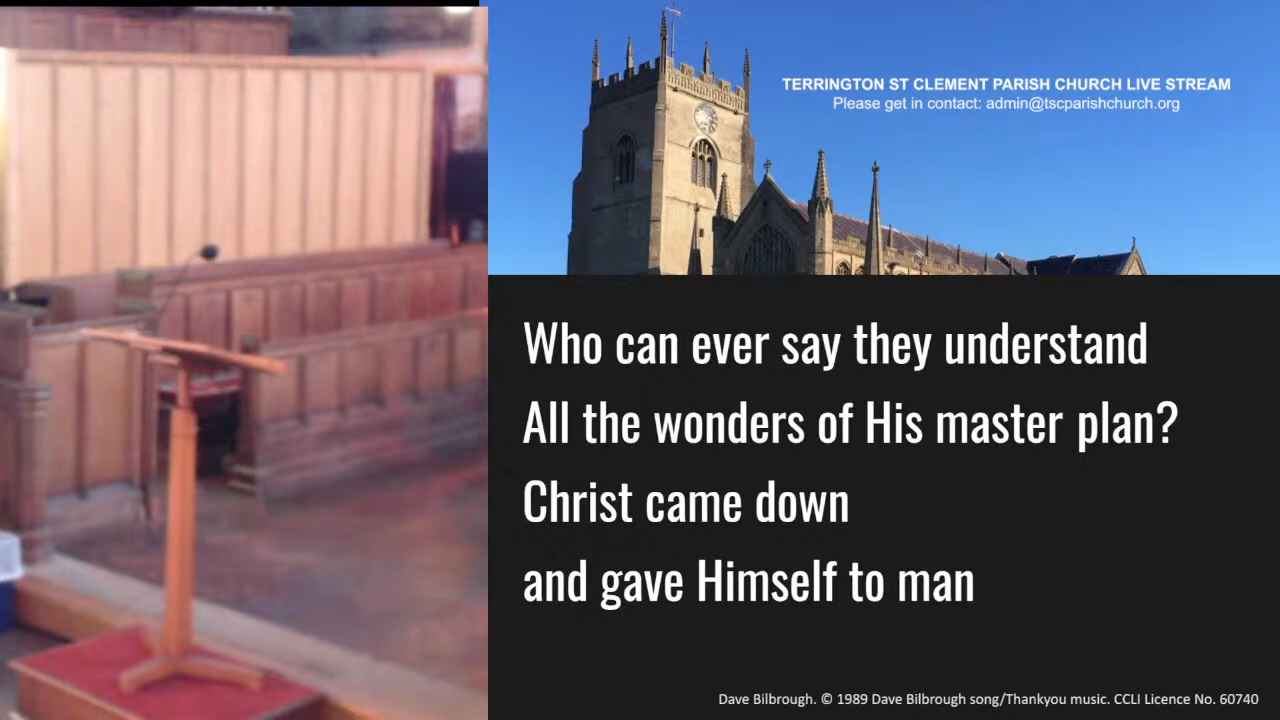 TERRINGTON ST CLEMENT PARISH CHURCH LIVE STREAM
Please get in contact: admin@tscparishchurch.org
Who can ever say they understand
All the wonders of His master plan?
Christ came down
and gave Himself to man
Dave Bilbrough. © 1989 Dave Bilbrough song/Thankyou music. CCLI Licence No. 60740